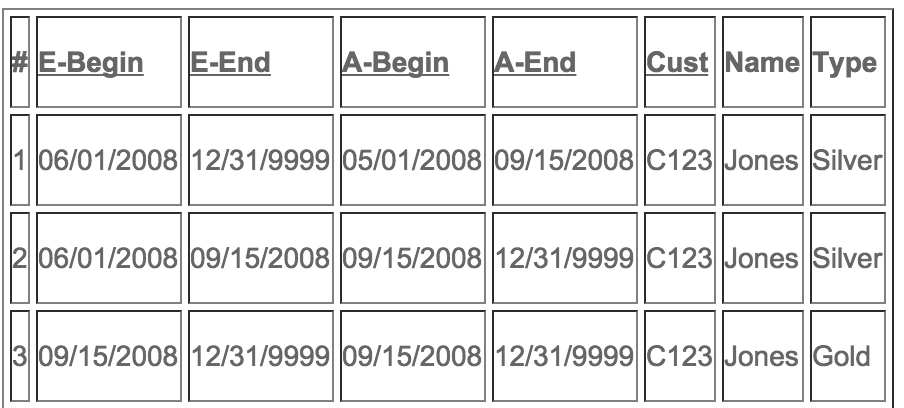 # E-Begin E-End A-Begin A-End Cust Name Type
1 06/01/2008 12/31/9999 05/01/2008 09/15/2008 C123 Jones Silver
2 06/01/2008 09/15/2008 09/15/2008 12/31/9999 C123 Jones Silver
3 09/15/2008 12/31/9999 09/15/2008 12/31/9999 C123 Jones Gold